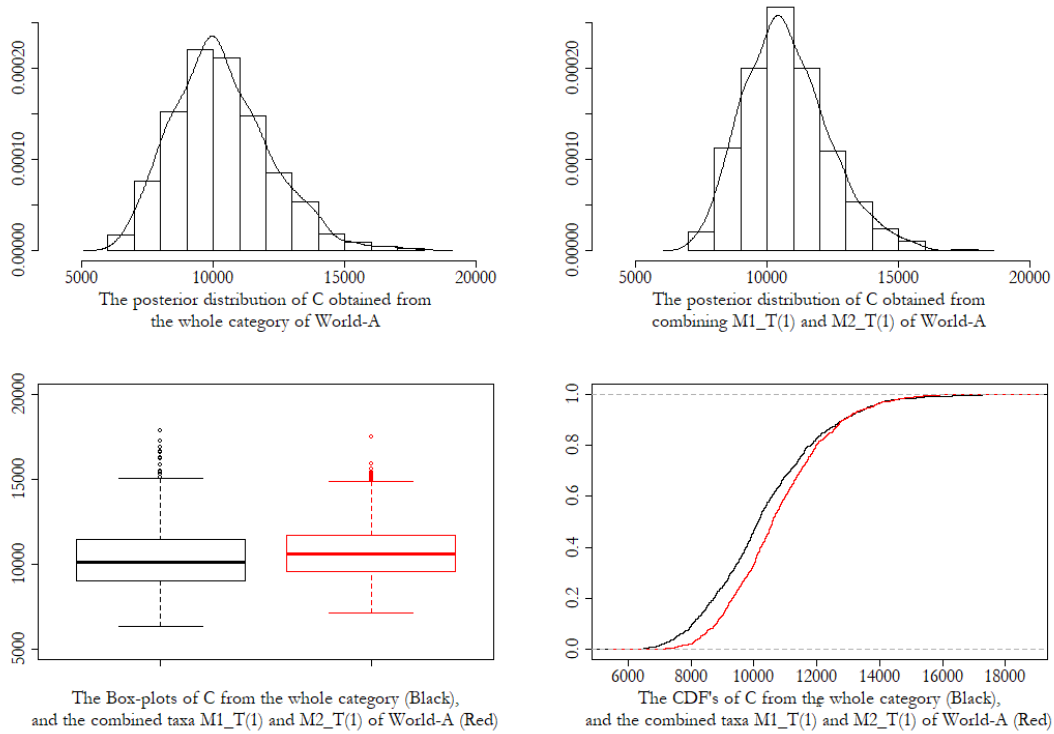 0.00000 0.00010 0.00020
5000 10000 15000 20000
The posterior distribution of C obtained from
the whole category of World-A
0.00000 0.00010 0.00020
5000 10000 15000 20000
The posterior distribution of C obtained from
combining M1_T(1) and M2_T(1) of World-A
5000 10000 15000 20000
The Box-plots of C from the whole category (Black),
and the combined taxa M1_T(1) and M2_T(1) of World-A (Red)
0.0 0.2 0.4 0.6 0.8 1.0
6000 8000 10000 12000 14000 16000 18000
The CDF's of C from the whole category (Black),
and the combined taxa M1_T(1) and M2_T(1) of World-A (Red)